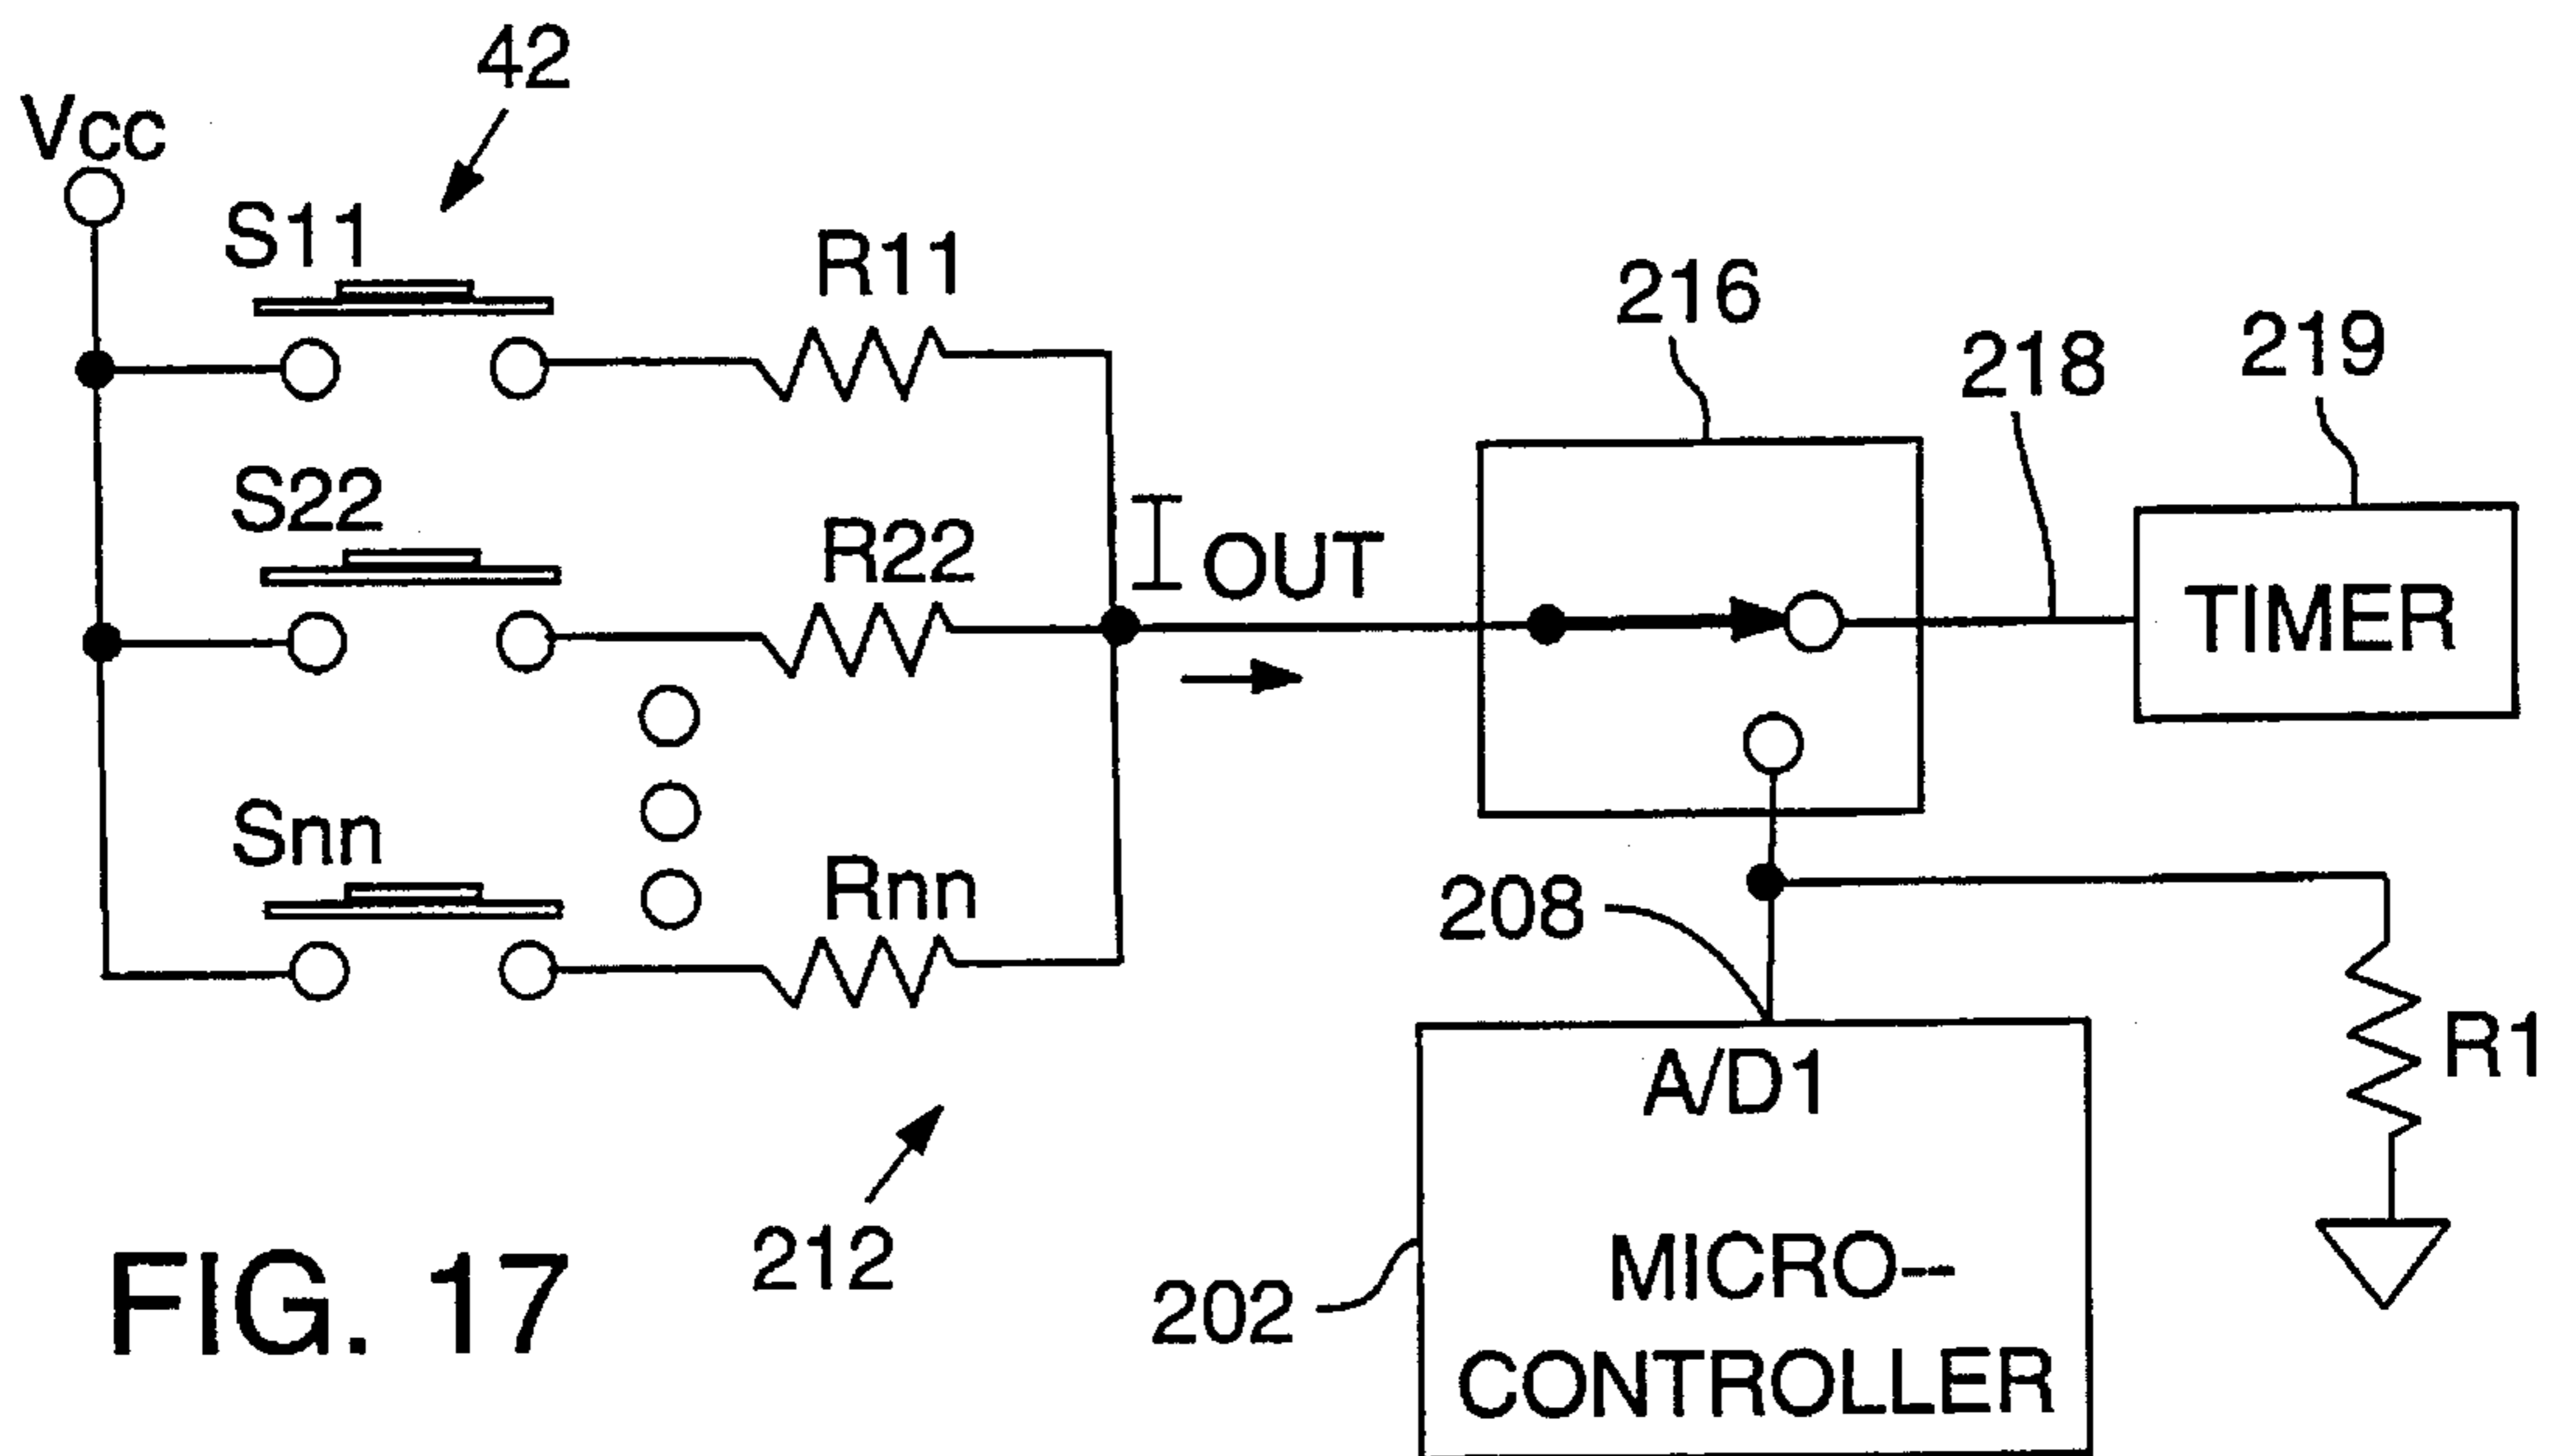 42
Vcc
S11
R11
216
218
219
S22
R22
I OUT
TIMER
Snn
Rnn
208
A/D1
R1
212
202
MICRO-
CONTROLLER
FIG. 17